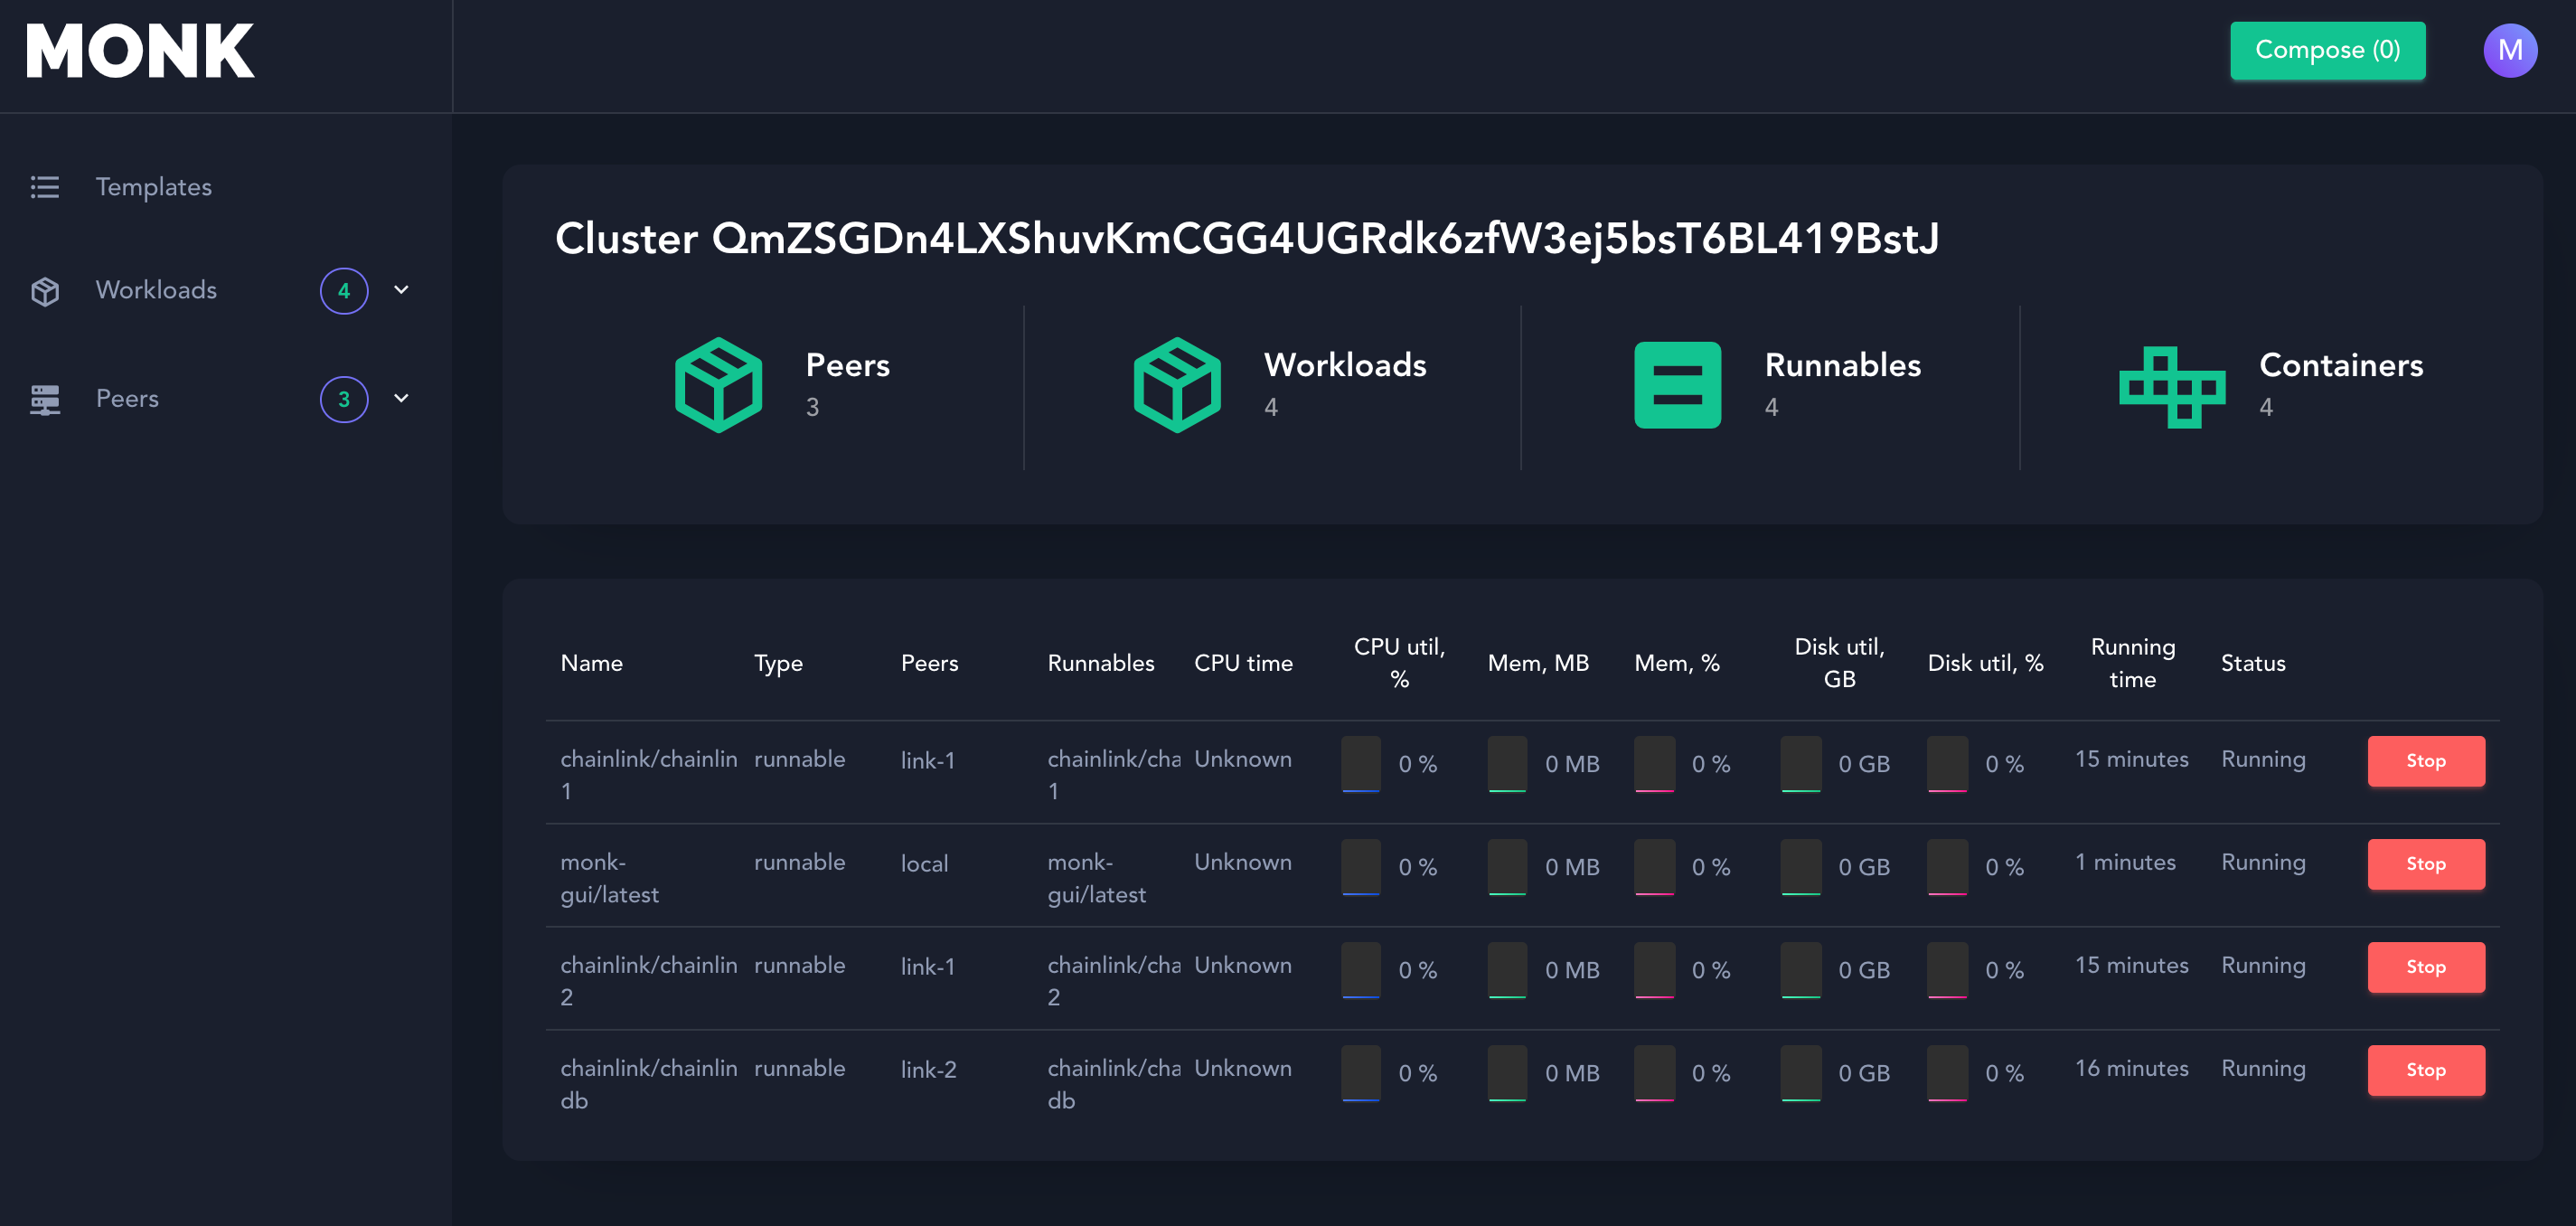 MONK
Compose (0)
M
Templates
Workloads 4
Peers 3
Cluster QmZSGDn4LXShuvKmCGG4UGRdk6zfW3ej5bsT6BL419BstJ
Peers
3
Workloads
4
Runnables
4
Containers
4
Name Type Peers Runnables CPU time CPU util, % Mem, MB Mem, % Disk util, GB Disk util, % Running time Status
chainlink/chainlin runnable link-1 chainlink/cha Unknown 0 % 0 MB 0 % 0 GB 0 % 15 minutes Running Stop
1 1
monk- runnable local monk- Unknown 0 % 0 MB 0 % 0 GB 0 % 1 minutes Running Stop
gui/latest gui/latest
chainlink/chainlin runnable link-1 chainlink/cha Unknown 0 % 0 MB 0 % 0 GB 0 % 15 minutes Running Stop
2 2
chainlink/chainlin runnable link-2 chainlink/cha Unknown 0 % 0 MB 0 % 0 GB 0 % 16 minutes Running Stop
db db